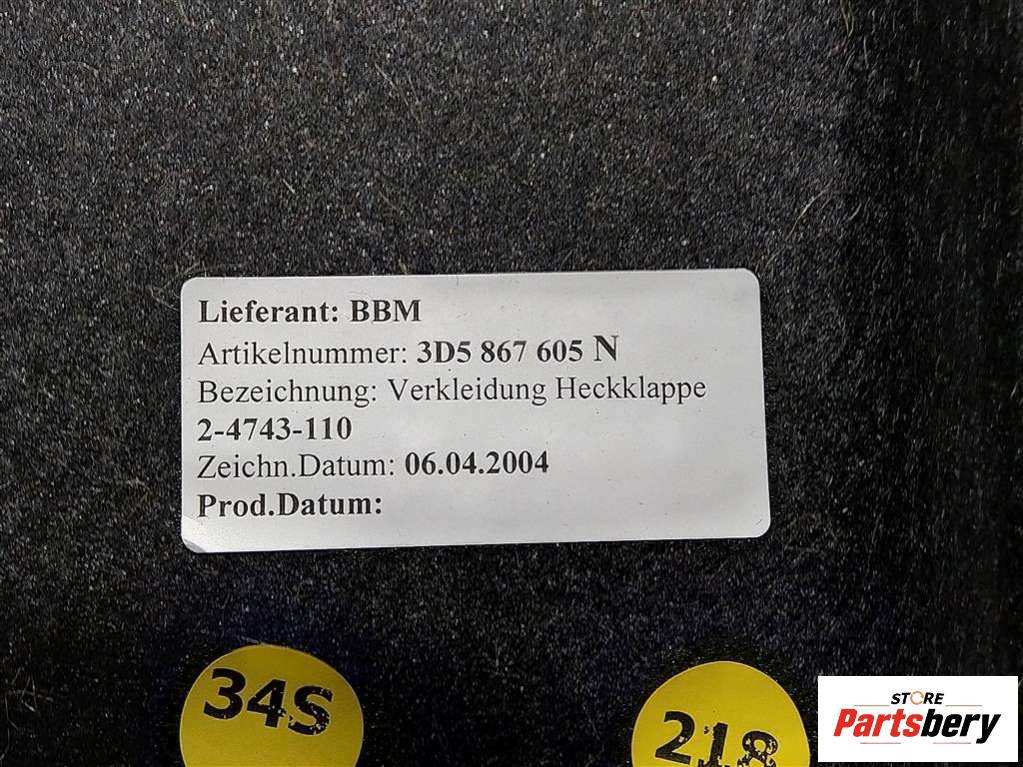 Lieferant: BBM
Artikelnummer: 3D5 867 605 N
Bezeichnung: Verkleidung Heckklappe
2-4743-110
Zeichn.Datum: 06.04.2004
Prod.Datum:
34S
218
STORE
Partsbery